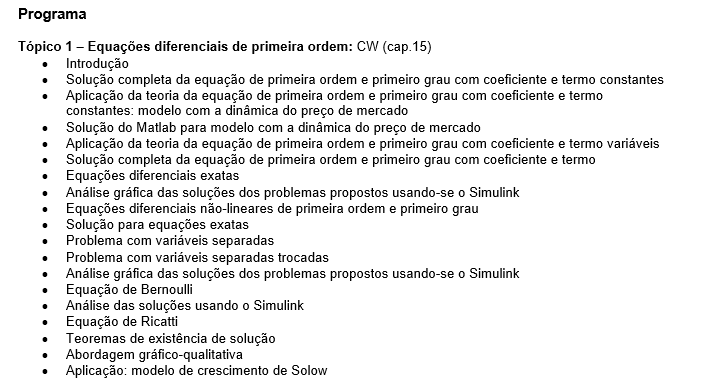 Programa
Tópico 1 – Equações diferenciais de primeira ordem: CW (cap.15)
• Introdução
• Solução completa da equação de primeira ordem e primeiro grau com coeficiente e termo constantes
• Aplicação da teoria da equação de primeira ordem e primeiro grau com coeficiente e termo
constantes: modelo com a dinâmica do preço de mercado
• Solução do Matlab para modelo com a dinâmica do preço de mercado
• Aplicação da teoria da equação de primeira ordem e primeiro grau com coeficiente e termo variáveis
• Solução completa da equação de primeira ordem e primeiro grau com coeficiente e termo
• Equações diferenciais exatas
• Análise gráfica das soluções dos problemas propostos usando-se o Simulink
• Equações diferenciais não-lineares de primeira ordem e primeiro grau
• Solução para equações exatas
• Problema com variáveis separadas
• Problema com variáveis separadas trocadas
• Análise gráfica das soluções dos problemas propostos usando-se o Simulink
• Equação de Bernoulli
• Análise das soluções usando o Simulink
• Equação de Ricatti
• Teoremas de existência de solução
• Abordagem gráfico-qualitativa
• Aplicação: modelo de crescimento de Solow